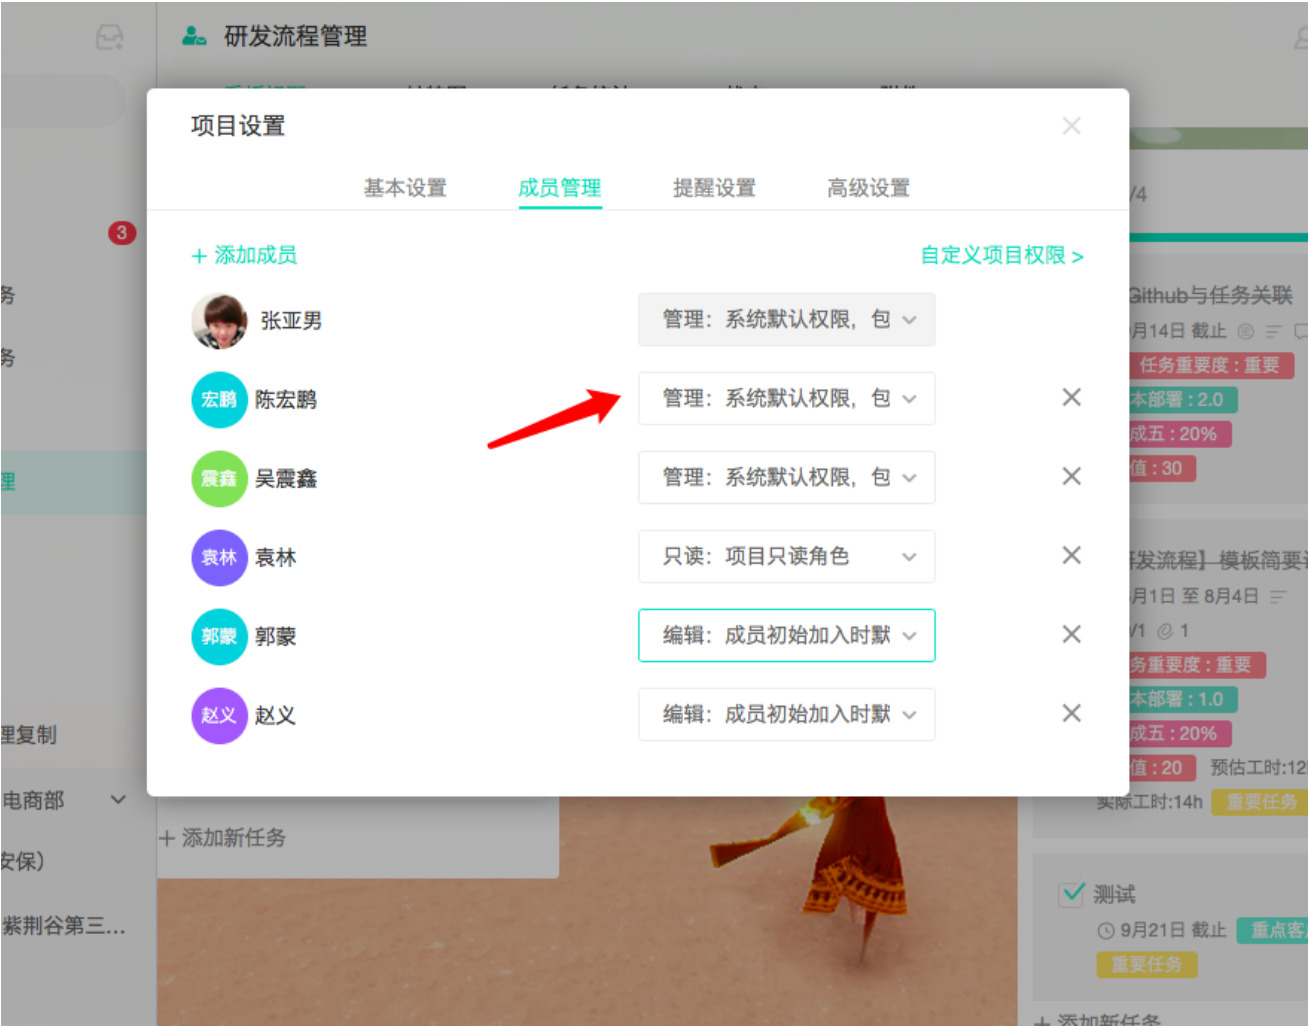 研发流程管理
项目设置
基本设置 成员管理 提醒设置 高级设置
+ 添加成员 自定义项目权限 >
张亚男 管理：系统默认权限，包
宏鹏 陈宏鹏 管理：系统默认权限，包
震鑫 吴震鑫 管理：系统默认权限，包
袁林 袁林 只读：项目只读角色
郭蒙 郭蒙 编辑：成员初始加入时默
赵义 赵义 编辑：成员初始加入时默
3
务
务
理
理复制
电商部
安保）
紫荆谷第三...
+ 添加新任务
/4
Github与任务关联
月14日 截止
任务重要度：重要
本部署：2.0
成五：20%
值：30
发流程】模板简要
月1日 至 8月4日
/1 1
务重要度：重要
本部署：1.0
成五：20%
值：20 预估工时:12
实际工时:14h 重要任务
测试
9月21日 截止 重点客
重要任务
+ 添加新任务